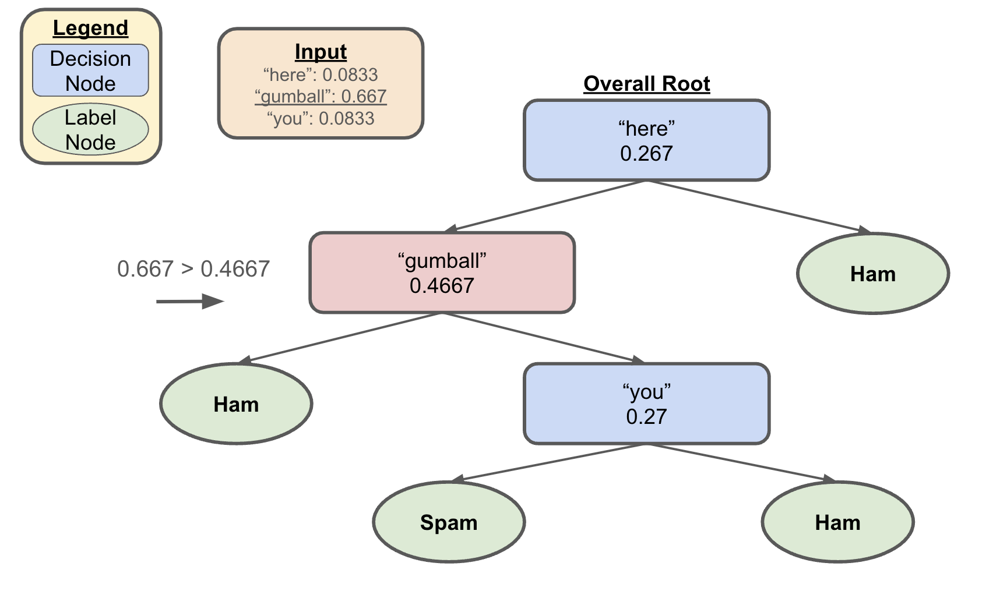 Legend
Decision
Node
Label
Node
Input
“here”: 0.0833
“gumball”: 0.667
“you”: 0.0833
Overall Root
“here”
0.267
0.667 > 0.4667
“gumball”
0.4667
Ham
Ham
“you”
0.27
Spam
Ham